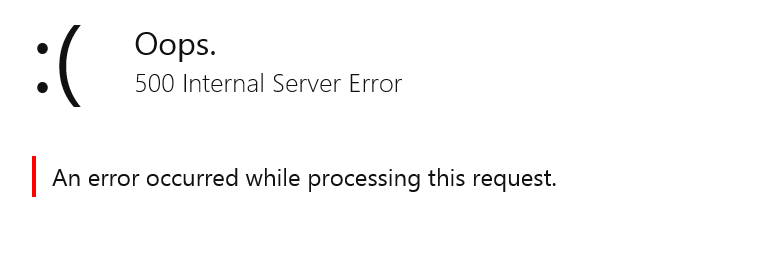 :(
Oops.
500 Internal Server Error
An error occurred while processing this request.